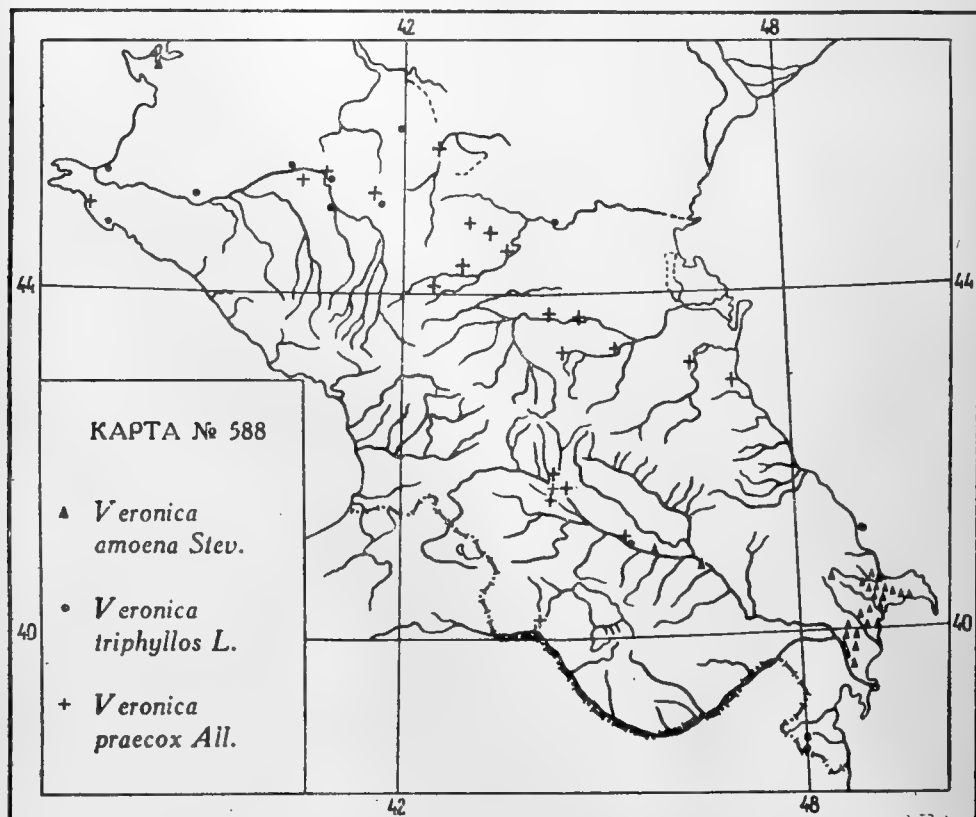 42 48
44 44
КАРТА № 588
Veronica
amoena Stev.
Veronica
triphyllos L.
Veronica
praecox All.
40 40
42 48